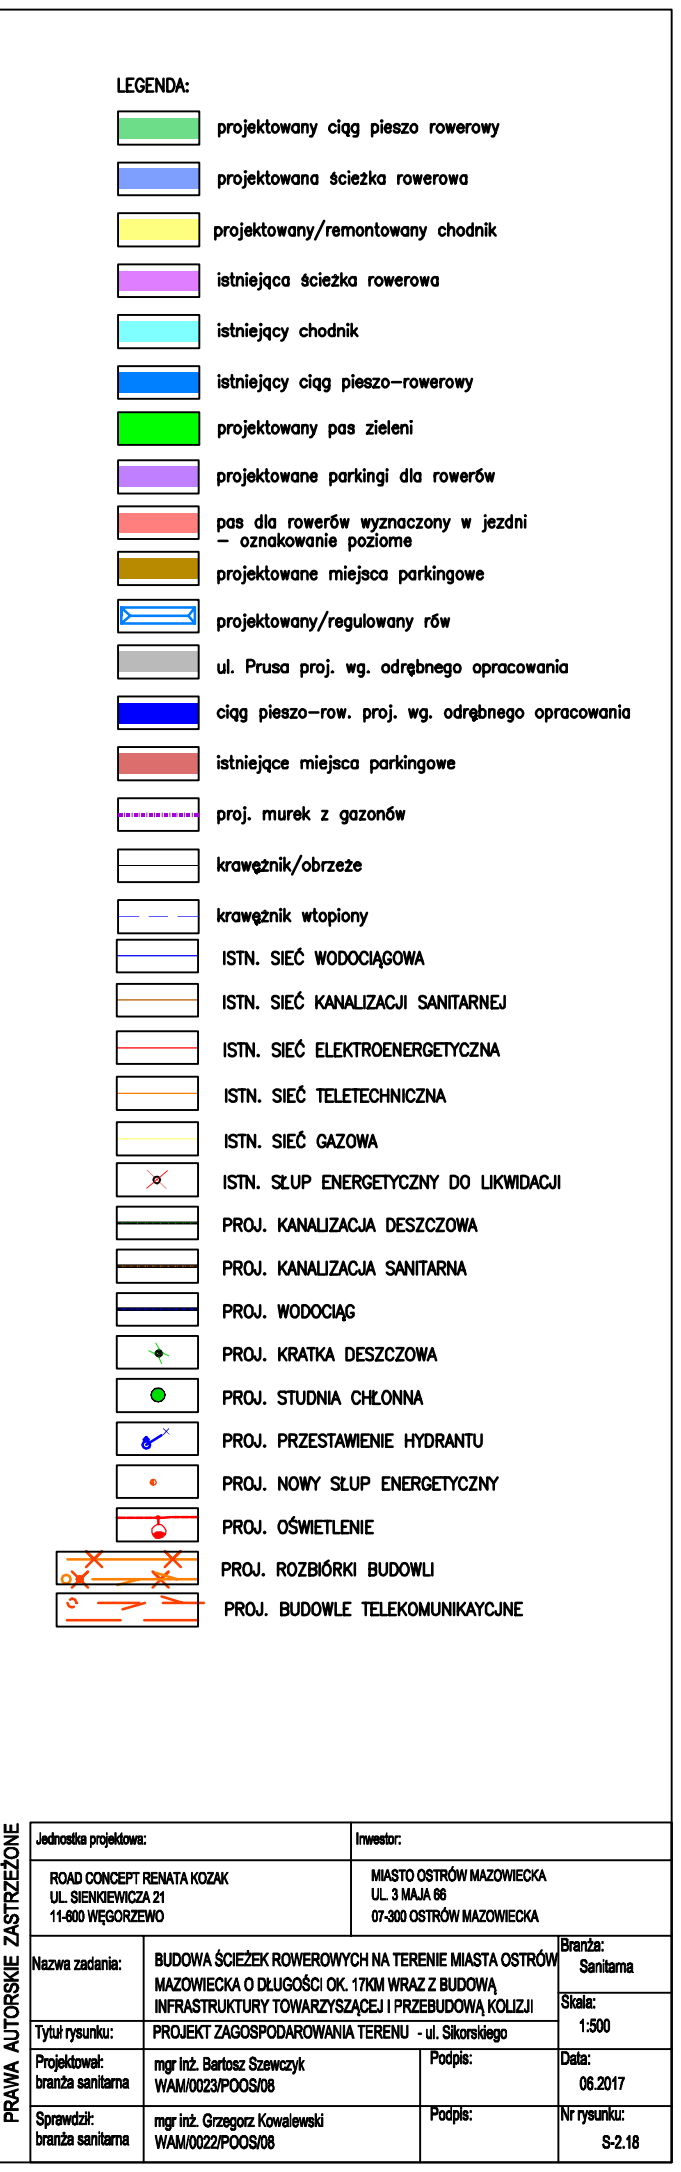 LEGENDA:
projektowany ciąg pieszo rowerowy
projektowana ścieżka rowerowa
projektowany/remontowany chodnik
istniejąca ścieżka rowerowa
istniejący chodnik
istniejący ciąg pieszo-rowerowy
projektowany pas zieleni
projektowane parkingi dla rowerów
pas dla rowerów wyznaczony w jezdni
- oznakowanie poziome
projektowane miejsca parkingowe
projektowany/regulowany rów
ul. Prusa proj. wg. odrębnego opracowania
ciąg pieszo-row. proj. wg. odrębnego opracowania
istniejące miejsca parkingowe
proj. murek z gazonów
krawężnik/obrzeże
krawężnik wtopiony
ISTN. SIEĆ WODOCIĄGOWA
ISTN. SIEĆ KANALIZACJI SANITARNEJ
ISTN. SIEĆ ELEKTROENERGETYCZNA
ISTN. SIEĆ TELETECHNICZNA
ISTN. SIEĆ GAZOWA
ISTN. SŁUP ENERGETYCZNY DO LIKWIDACJI
PROJ. KANALIZACJA DESZCZOWA
PROJ. KANALIZACJA SANITARNA
PROJ. WODOCIĄG
PROJ. KRATKA DESZCZOWA
PROJ. STUDNIA CHŁONNA
PROJ. PRZESTAWIENIE HYDRANTU
PROJ. NOWY SŁUP ENERGETYCZNY
PROJ. OŚWIETLENIE
PROJ. ROZBIÓRKI BUDOWLI
PROJ. BUDOWLE TELEKOMUNIKAYCJNE
PRAWA AUTORSKIE ZASTRZEŻONE
Jednostka projektowa:
ROAD CONCEPT RENATA KOZAK
UL. SIENKIEWICZA 21
11-600 WĘGORZEWO
Inwestor:
MIASTO OSTRÓW MAZOWIECKA
UL. 3 MAJA 66
07-300 OSTRÓW MAZOWIECKA
Nazwa zadania:
BUDOWA ŚCIEŻEK ROWEROWYCH NA TERENIE MIASTA OSTRÓW
MAZOWIECKA O DŁUGOŚCI OK. 17KM WRAZ Z BUDOWĄ
INFRASTRUKTURY TOWARZYSZĄCEJ I PRZEBUDOWĄ KOLIZJI
Branża:
Sanitarna
Skala:
1:500
Tytuł rysunku:
PROJEKT ZAGOSPODAROWANIA TERENU - ul. Sikorskiego
Projektował:
branża sanitarna
mgr inż. Bartosz Szewczyk
WAM/0023/POOS/08
Podpis:
Data:
06.2017
Sprawdził:
branża sanitarna
mgr inż. Grzegorz Kowalewski
WAM/0022/POOS/08
Podpis:
Nr rysunku:
S-2.18